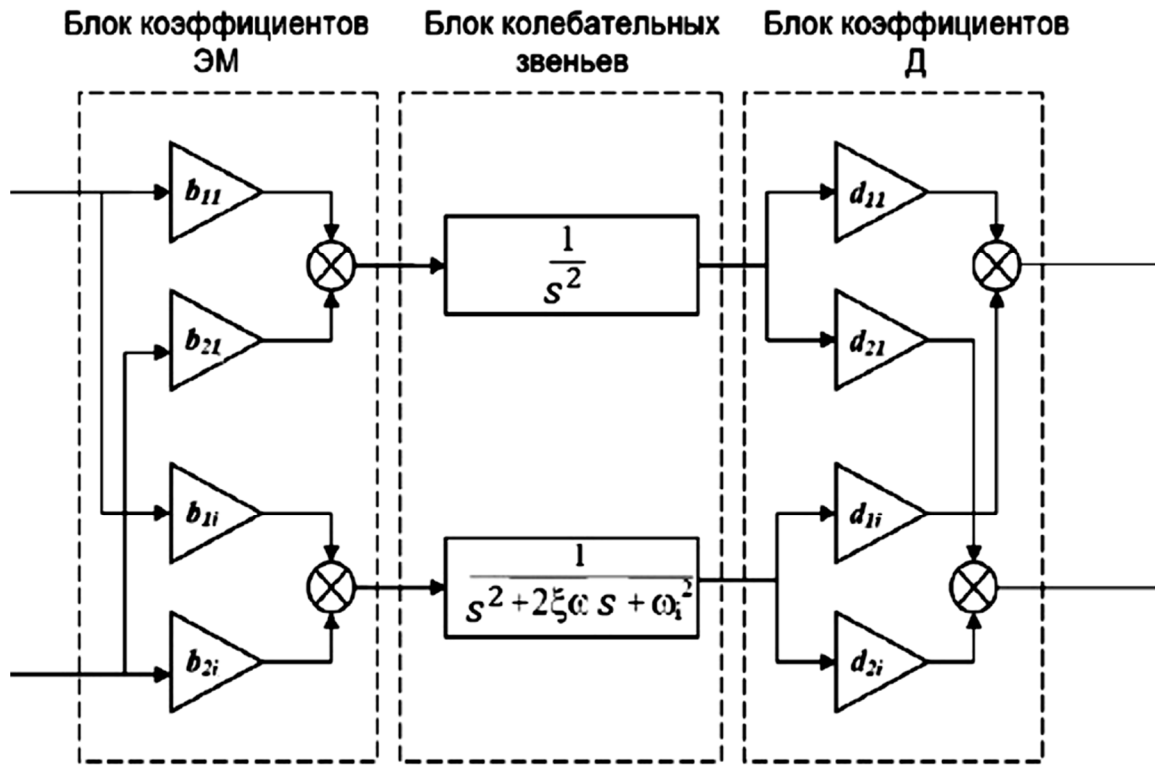 Блок коэффициентов
ЭМ
Блок колебательных
звеньев
Блок коэффициентов
Д
b11
b21
b1i
b2i
1
s²
1
s² + 2ξω s + ωi²
d11
d21
d1i
d2i